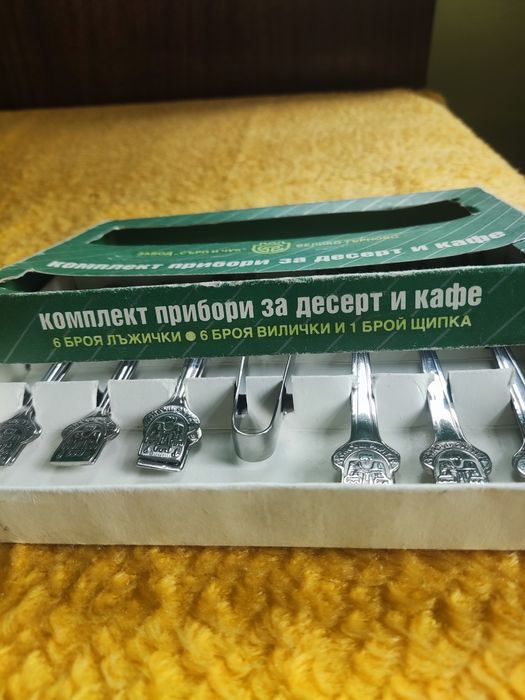 ЗАВОД „СЪРП И ЧУК“ ВЕЛИКО ТЪРНОВО
КОМПЛЕКТ ПРИБОРИ ЗА ДЕСЕРТ И КАФЕ
КОМПЛЕКТ ПРИБОРИ ЗА ДЕСЕРТ И КАФЕ
6 БРОЯ ЛЪЖИЧКИ ● 6 БРОЯ ВИЛИЧКИ И 1 БРОЙ ЩИПКА